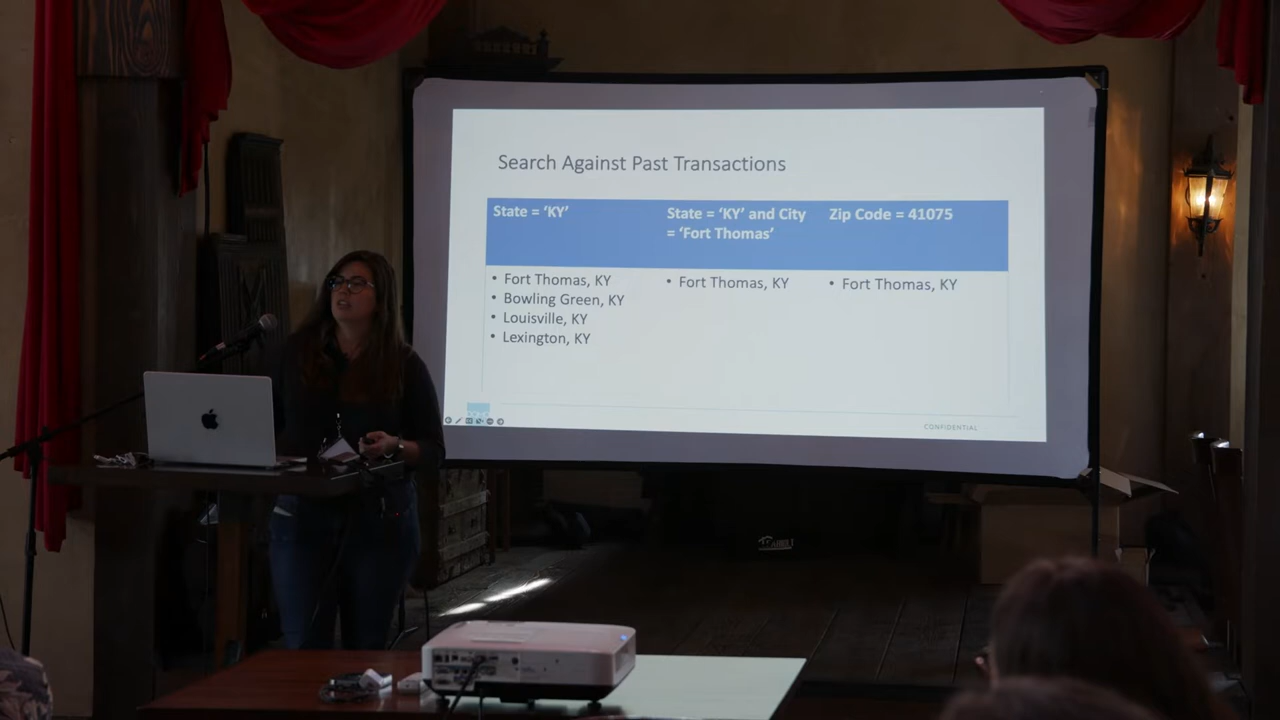 Search Against Past Transactions
State = ‘KY’
State = ‘KY’ and City
= ‘Fort Thomas’
Zip Code = 41075
• Fort Thomas, KY
• Bowling Green, KY
• Louisville, KY
• Lexington, KY
• Fort Thomas, KY
• Fort Thomas, KY
CONFIDENTIAL